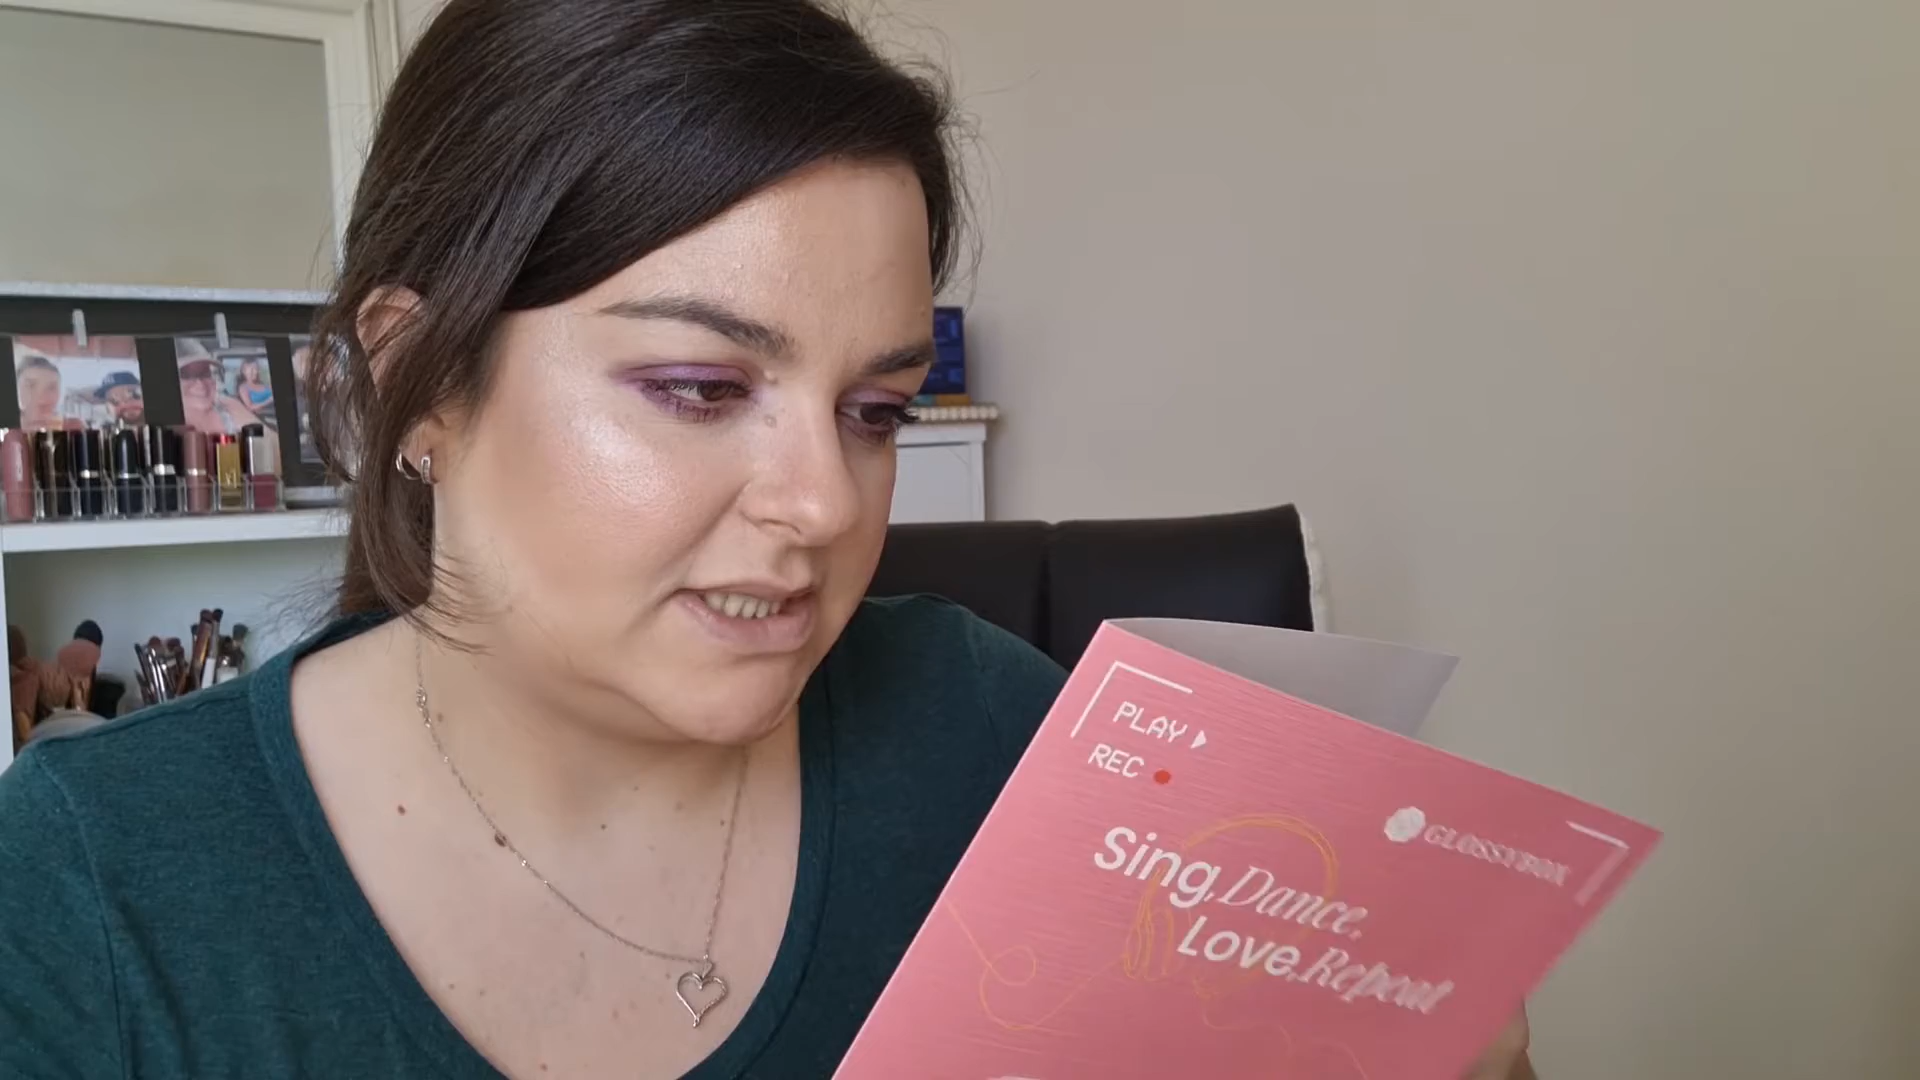 PLAY
REC
GLOSSYBOX
Sing, Dance,
Love, Repeat